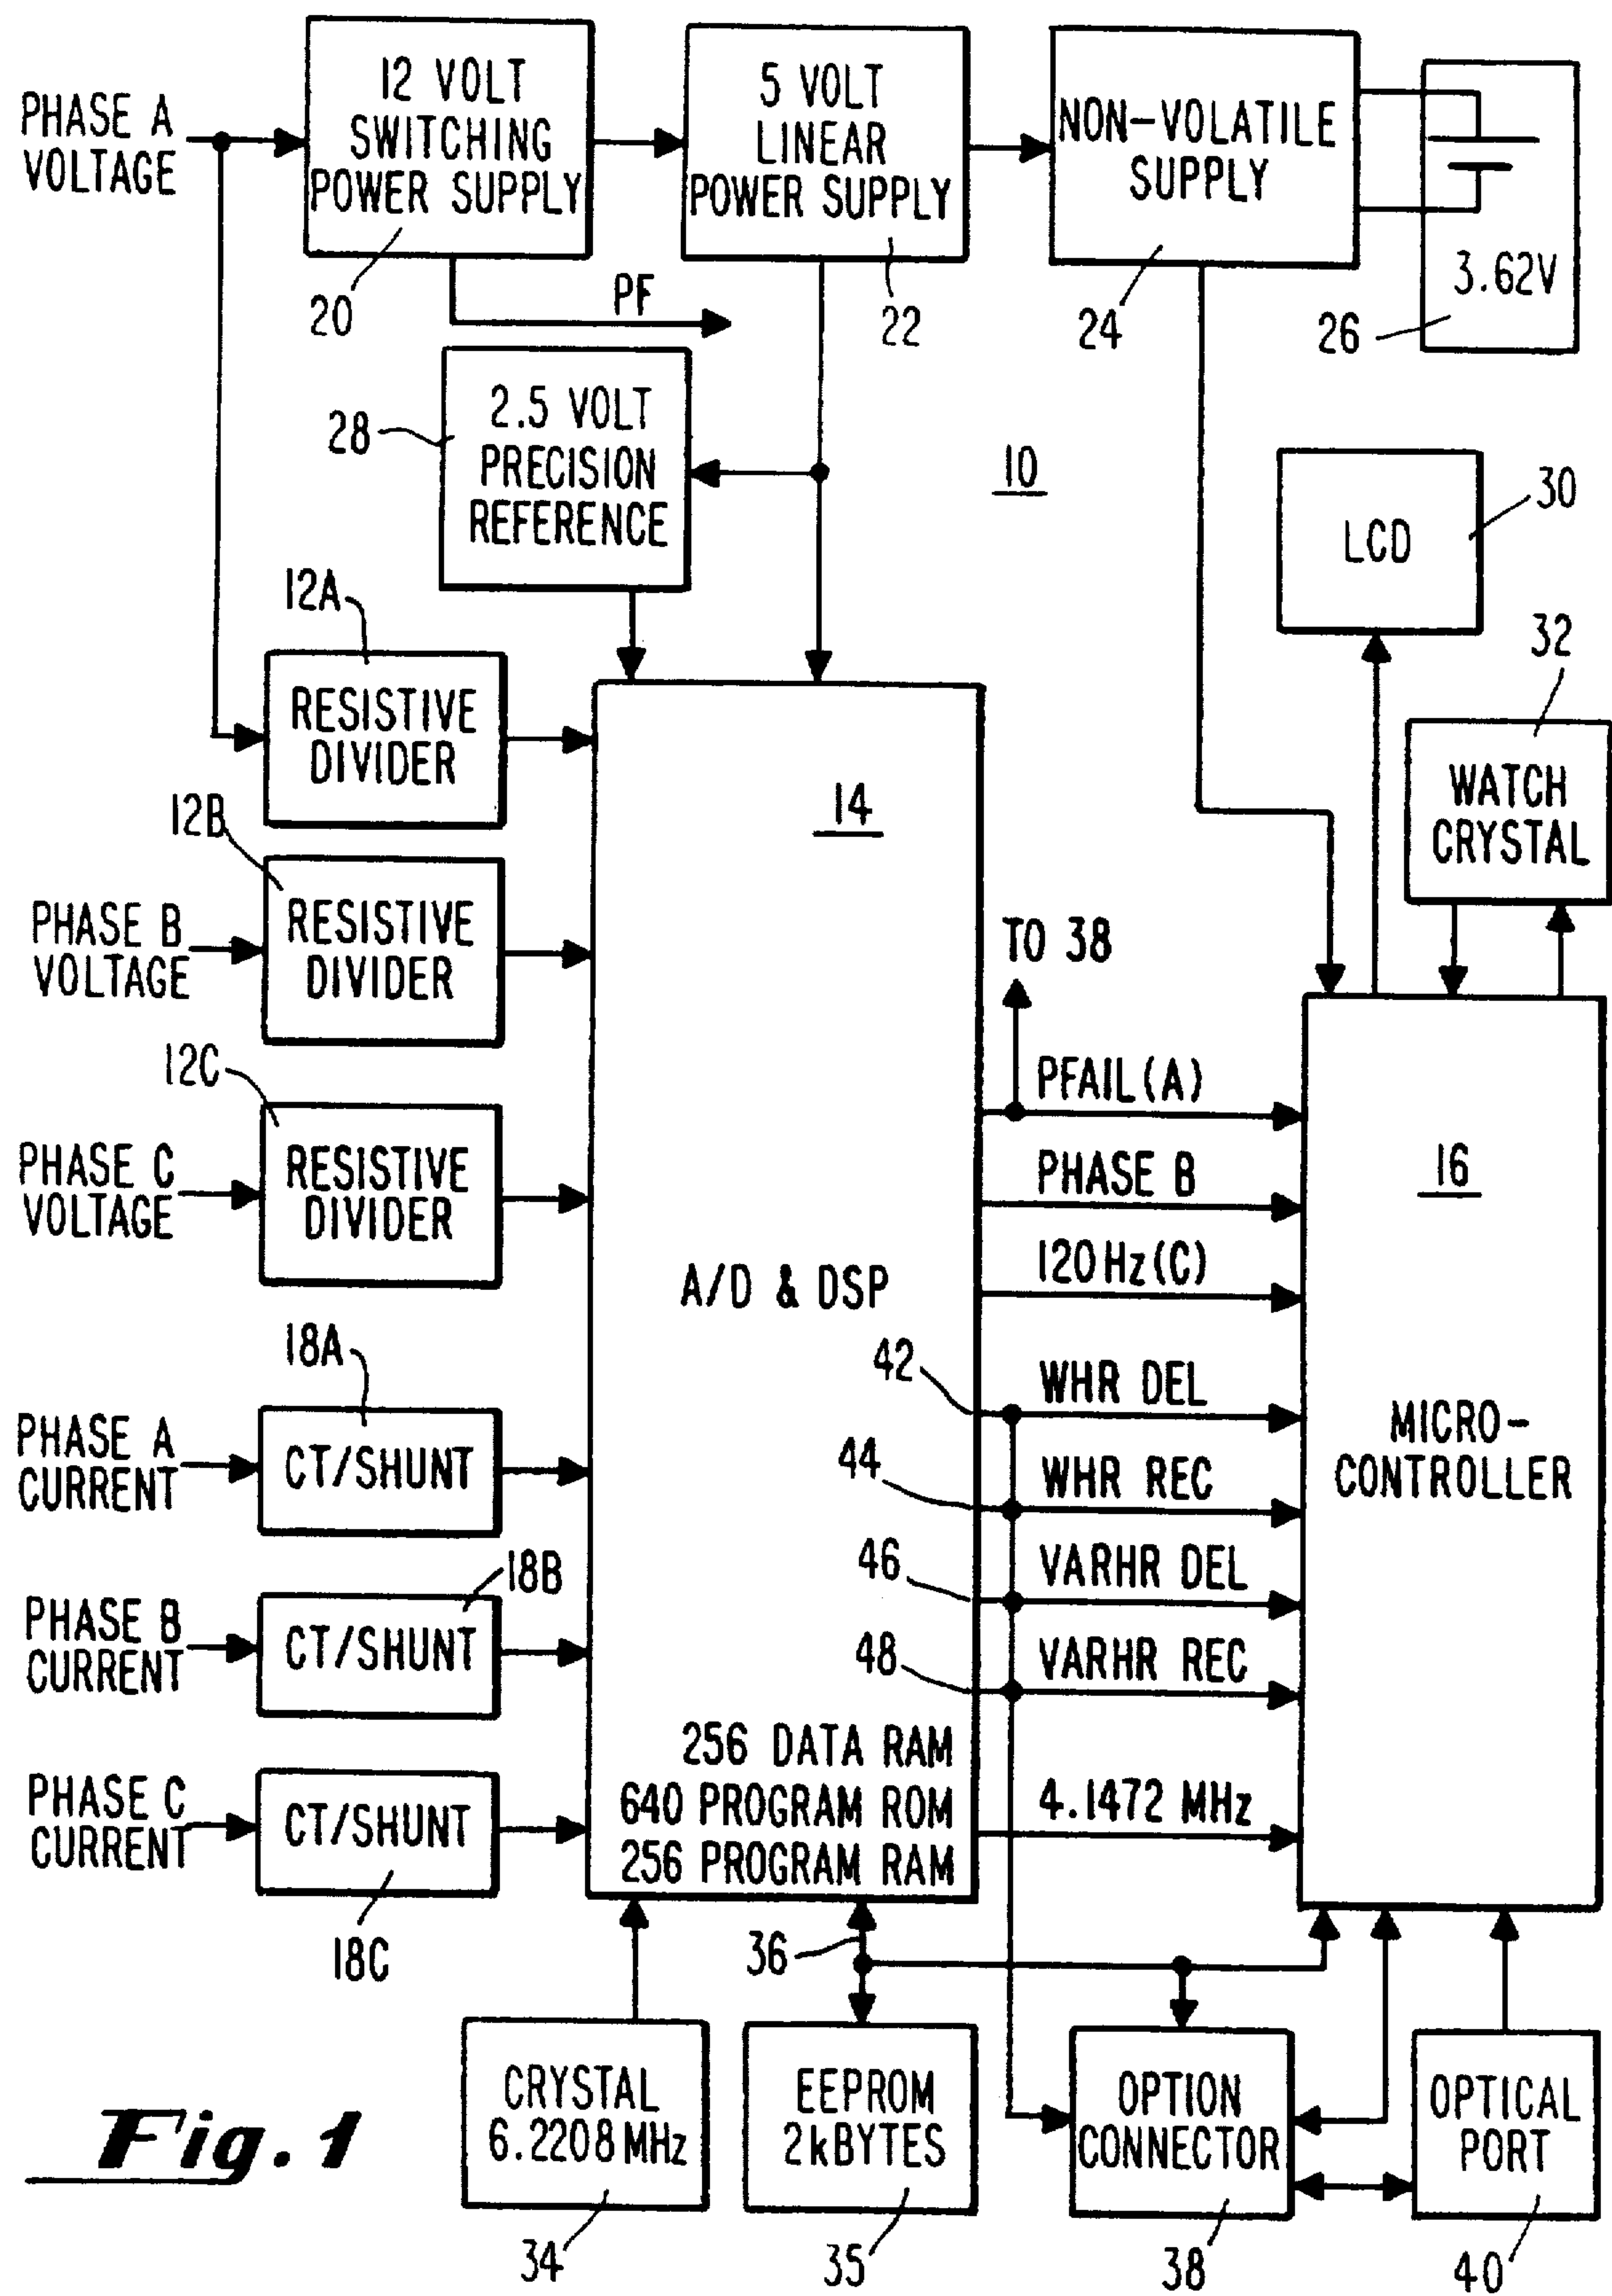 PHASE A
VOLTAGE
12 VOLT
SWITCHING
POWER SUPPLY
20
PF
5 VOLT
LINEAR
POWER SUPPLY
22
NON-VOLATILE
SUPPLY
24
3.62V
26
28
2.5 VOLT
PRECISION
REFERENCE
10
LCD
30
32
WATCH
CRYSTAL
12A
RESISTIVE
DIVIDER
12B
PHASE B
VOLTAGE
RESISTIVE
DIVIDER
12C
PHASE C
VOLTAGE
RESISTIVE
DIVIDER
18A
PHASE A
CURRENT
CT/SHUNT
18B
PHASE B
CURRENT
CT/SHUNT
PHASE C
CURRENT
CT/SHUNT
18C
14
A/D & DSP
256 DATA RAM
640 PROGRAM ROM
256 PROGRAM RAM
TO 38
PFAIL(A)
PHASE B
120Hz(C)
42
WHR DEL
44
WHR REC
46
VARHR DEL
48
VARHR REC
4.1472 MHz
16
MICRO-
CONTROLLER
36
CRYSTAL
6.2208MHz
34
EEPROM
2kBYTES
35
OPTION
CONNECTOR
38
OPTICAL
PORT
40
Fig. 1